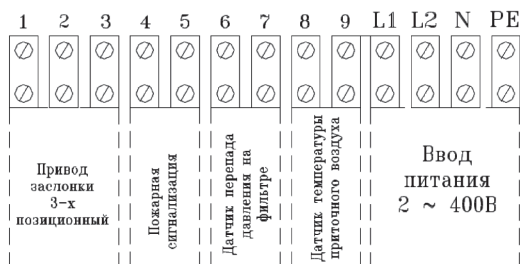 1 2 3 4 5 6 7 8 9 L1 L2 N PE
Привод
заслонки
3-х
позиционный
Пожарная
сигнализация
Датчик перепада
давления на
фильтре
Датчик температуры
приточного воздуха
Ввод
питания
2 ~ 400В